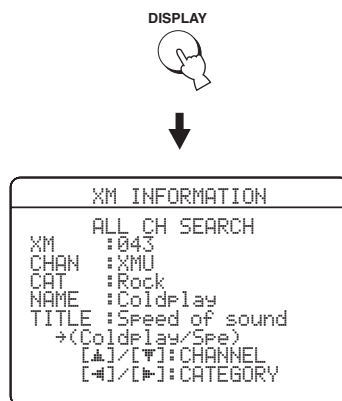 DISPLAY
XM INFORMATION
ALL CH SEARCH
XM :043
CHAN :XMU
CAT :Rock
NAME :Coldplay
TITLE :Speed of sound
→(Coldplay/Spe)
[▲]/[▼]:CHANNEL
[◄]/[►]:CATEGORY